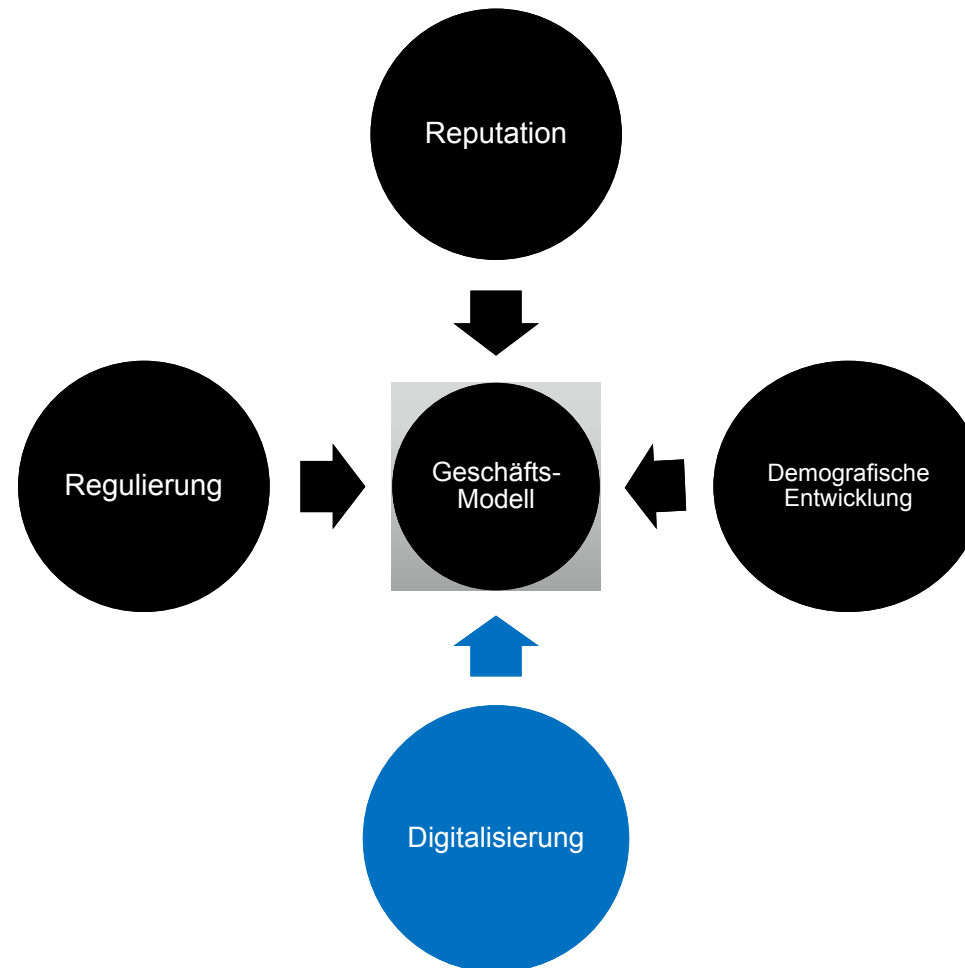 Reputation
Regulierung
Geschäfts-
Modell
Demografische
Entwicklung
Digitalisierung